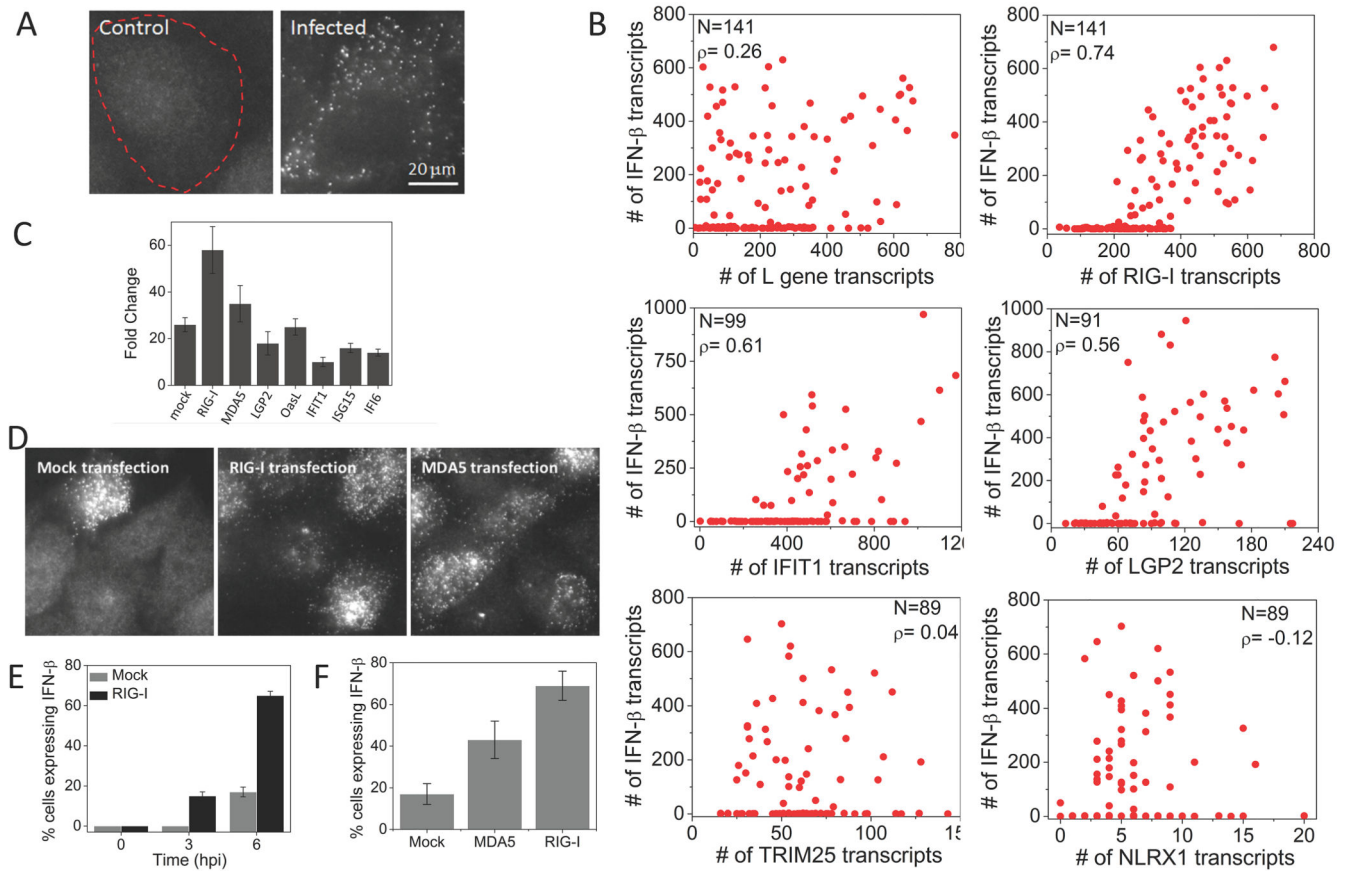 A
Control
Infected
20 μm
B
N=141
ρ= 0.26
# of IFN-β transcripts
800
600
400
200
0
0 200 400 600 80
# of L gene transcripts
N=141
ρ= 0.74
# of IFN-β transcripts
800
600
400
200
0
0 200 400 600 800
# of RIG-I transcripts
C
Fold Change
60
40
20
0
mock RIG-I MDA5 LGP2 OasL IFIT1 ISG15 IFI6
N=99
ρ= 0.61
# of IFN-β transcripts
1000
750
500
250
0
0 200 400 600 800 1000 120
# of IFIT1 transcripts
N=91
ρ= 0.56
# of IFN-β transcripts
1000
800
600
400
200
0
0 60 120 180 240
# of LGP2 transcripts
D
Mock transfection
RIG-I transfection
MDA5 transfection
E
% cells expressing IFN-β
80
60
40
20
0
Mock
RIG-I
0 3 6
Time (hpi)
F
% cells expressing IFN-β
80
60
40
20
0
Mock MDA5 RIG-I
N=89
ρ= 0.04
# of IFN-β transcripts
800
600
400
200
0
0 50 100 15
# of TRIM25 transcripts
N=89
ρ= -0.12
# of IFN-β transcripts
800
600
400
200
0
0 5 10 15 20
# of NLRX1 transcripts